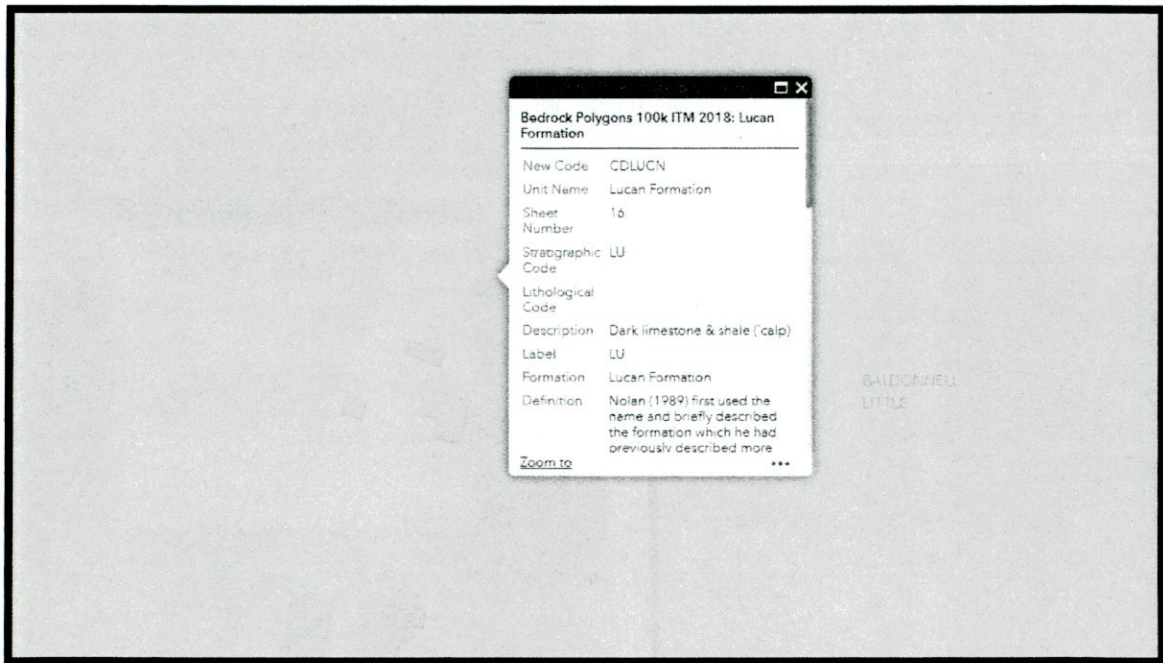 Bedrock Polygons 100k ITM 2018: Lucan
Formation
New Code CDLUCN
Unit Name Lucan Formation
Sheet 16
Number
Stratigraphic LU
Code
Lithological
Code
Description Dark limestone & shale (`calp)
Label LU
Formation Lucan Formation
Definition Nolan (1989) first used the
name and briefly described
the formation which he had
previously described more
Zoom to
BALDONNELL
LITTLE